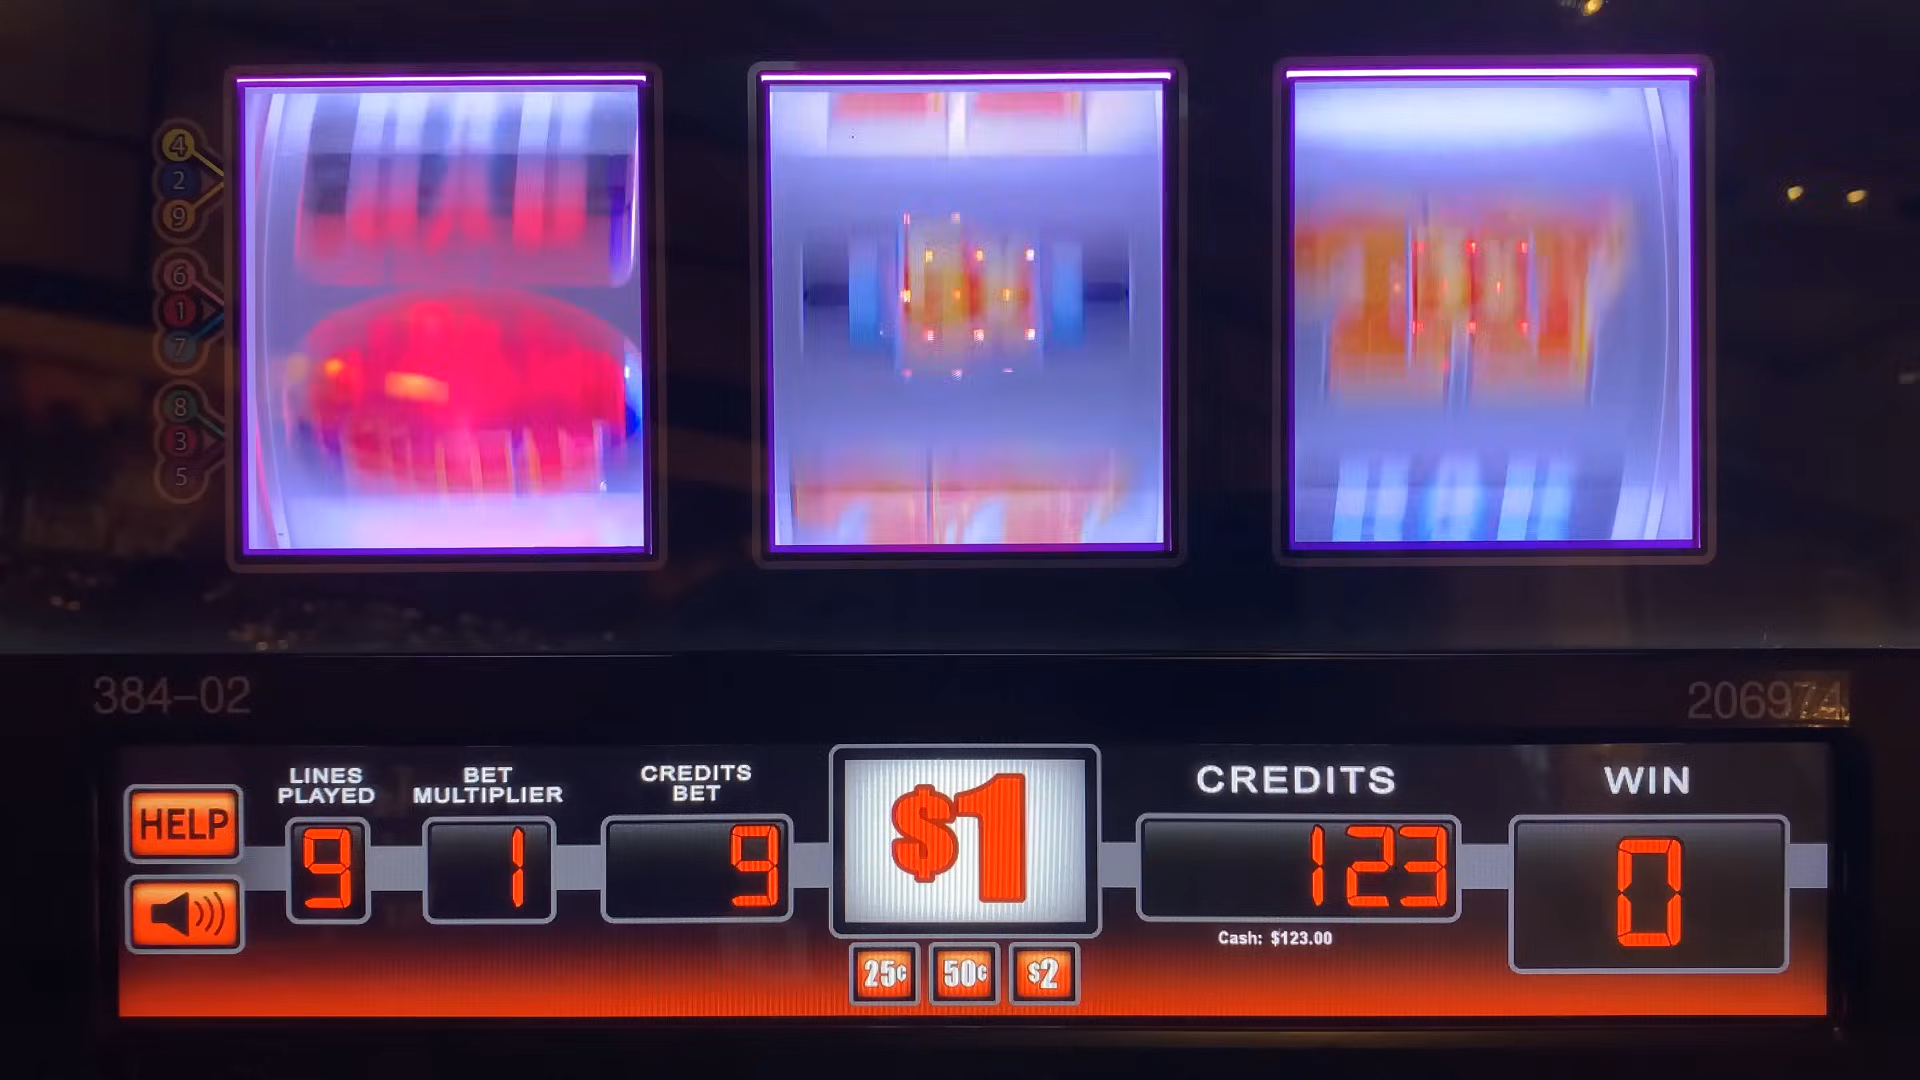 4
2
9
6
1
7
8
3
5
384-02
206974
HELP
LINES PLAYED
BET MULTIPLIER
CREDITS BET
$1
CREDITS
WIN
9
1
9
123
0
Cash: $123.00
25¢
50¢
$2